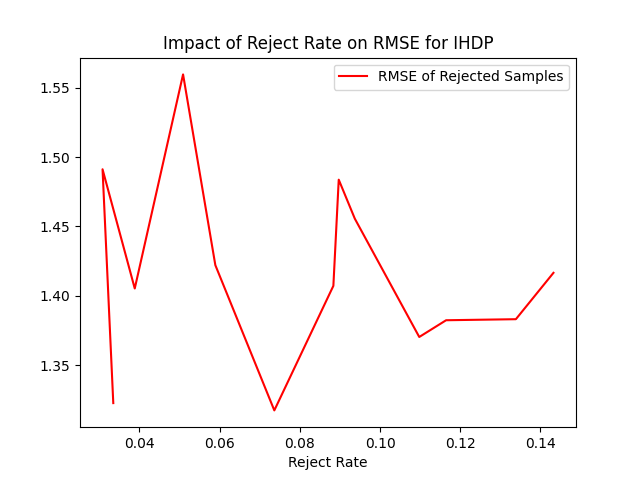 Impact of Reject Rate on RMSE for IHDP
RMSE of Rejected Samples
1.55
1.50
1.45
1.40
1.35
0.04 0.06 0.08 0.10 0.12 0.14
Reject Rate